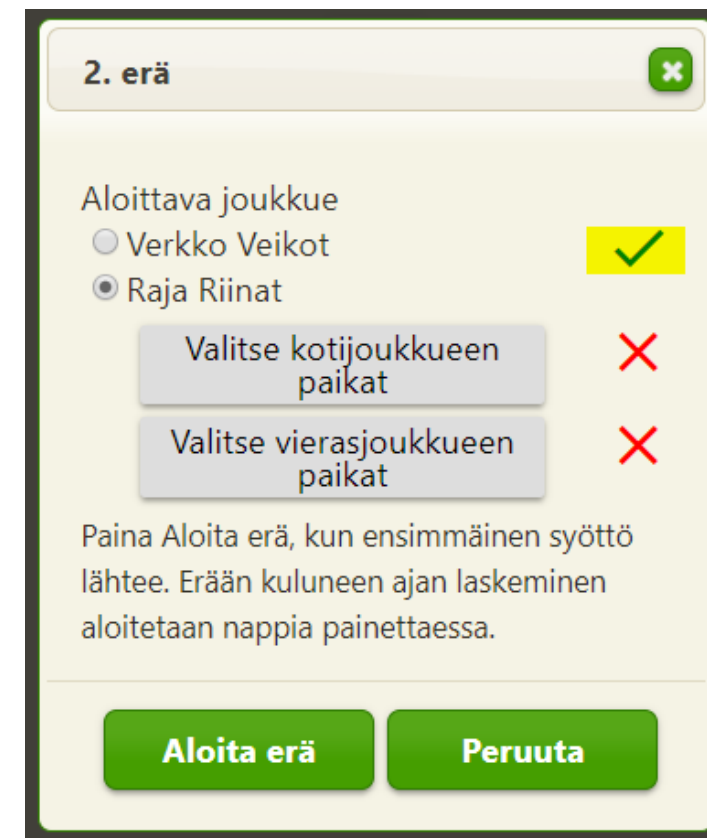 2. erä
Aloittava joukkue
Verkko Veikot
Raja Riinat
Valitse kotijoukkueen
paikat
Valitse vierasjoukkueen
paikat
Paina Aloita erä, kun ensimmäinen syöttö
lähtee. Erään kuluneen ajan laskeminen
aloitetaan nappia painettaessa.
Aloita erä
Peruuta